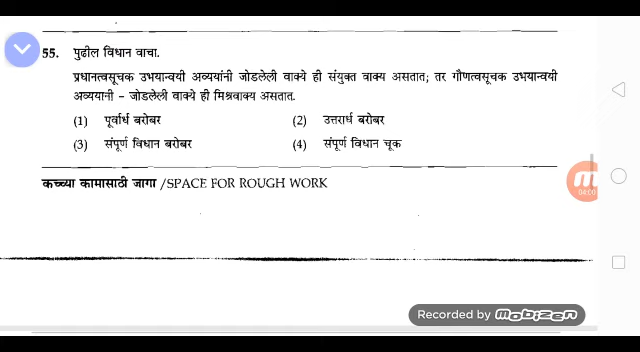 55. पुढील विधान वाचा.
प्रधानत्वसूचक उभयान्वयी अव्ययांनी जोडलेली वाक्ये ही संयुक्त वाक्य असतात; तर गौणत्वसूचक उभयान्वयी
अव्ययानी – जोडलेली वाक्ये ही मिश्रवाक्य असतात.
(1) पूर्वार्ध बरोबर (2) उत्तरार्ध बरोबर
(3) संपूर्ण विधान बरोबर (4) संपूर्ण विधान चूक
कच्च्या कामासाठी जागा /SPACE FOR ROUGH WORK
Recorded by Mobizen